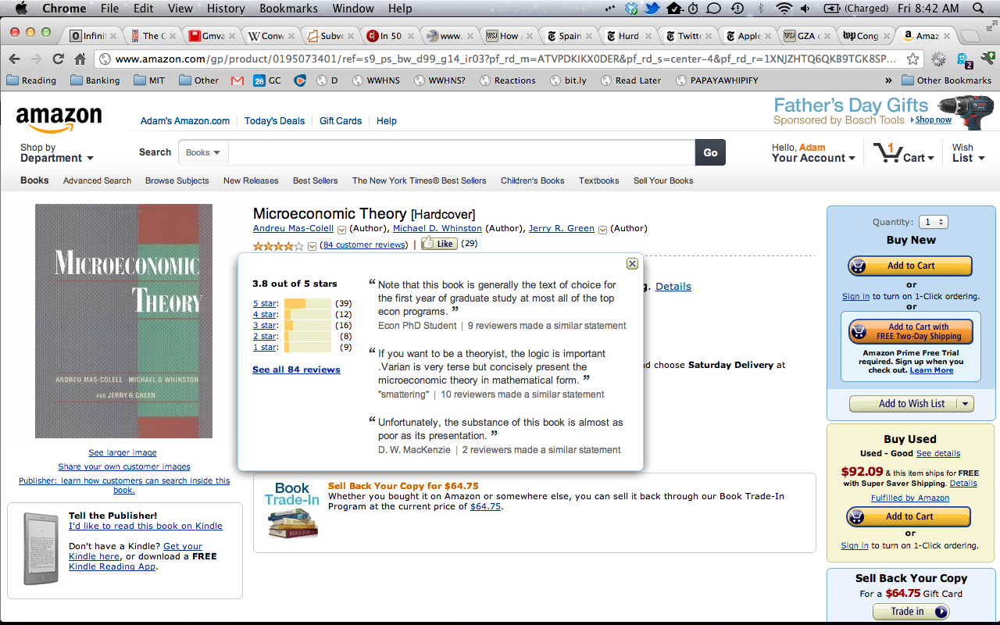 Chrome File Edit View History Bookmarks Window Help (Charged) Fri 8:42 AM
Infinit The C Gmva Conw Subve In 50 www. How Spain Hurd Twitt Apple GZA Cong Amaz
www.amazon.com/gp/product/0195073401/ref=s9_ps_bw_d99_g14_ir03?pf_rd_m=ATVPDKIKX0DER&pf_rd_s=center-4&pf_rd_r=1XNJZHTQ6QKB9TGK8SP... 2
Reading Banking MIT Other 28 GC D WWHNS WWHNS? Reactions bit.ly Read Later PAPAYAWHIPIFY » Other Bookmarks
amazon
Adam's Amazon.com Today's Deals Gift Cards Help
Father's Day Gifts
Sponsored by Bosch Tools Shop now
Shop by
Department
Search Books Go
Hello, Adam
Your Account
1 Cart
Wish
List
Books Advanced Search Browse Subjects New Releases Best Sellers The New York Times® Best Sellers Children's Books Textbooks Sell Your Books
MICROECONOMIC
THEORY
ANDREU MAS-COLELL MICHAEL D. WHINSTON
AND JERRY R. GREEN
See larger image
Share your own customer images
Publisher: learn how customers can search inside this
book.
Tell the Publisher!
I'd like to read this book on Kindle
Don't have a Kindle? Get your
Kindle here, or download a FREE
Kindle Reading App.
Microeconomic Theory [Hardcover]
Andreu Mas-Colell (Author), Michael D. Whinston (Author), Jerry R. Green (Author)
(84 customer reviews) | Like (29)
3.8 out of 5 stars
5 star: (39)
4 star: (12)
3 star: (16)
2 star: (8)
1 star: (9)
See all 84 reviews
“ Note that this book is generally the text of choice for
the first year of graduate study at most all of the top
econ programs. ”
Econ PhD Student | 9 reviewers made a similar statement
“ If you want to be a theoryist, the logic is important
.Varian is very terse but concisely present the
microeconomic theory in mathematical form. ”
"smattering" | 10 reviewers made a similar statement
“ Unfortunately, the substance of this book is almost as
poor as its presentation. ”
D. W. MacKenzie | 2 reviewers made a similar statement
g. Details
d choose Saturday Delivery at
Book
Trade-In
Sell Back Your Copy for $64.75
Whether you bought it on Amazon or somewhere else, you can sell it back through our Book Trade-In
Program at the current price of $64.75.
Quantity: 1
Buy New
Add to Cart
or
Sign in to turn on 1-Click ordering.
or
Add to Cart with
FREE Two-Day Shipping
Amazon Prime Free Trial
required. Sign up when you
check out. Learn More
Add to Wish List
Buy Used
Used - Good See details
$92.09 & this item ships for FREE
with Super Saver Shipping. Details
Fulfilled by Amazon
Add to Cart
or
Sign in to turn on 1-Click ordering.
Sell Back Your Copy
For a $64.75 Gift Card
Trade in